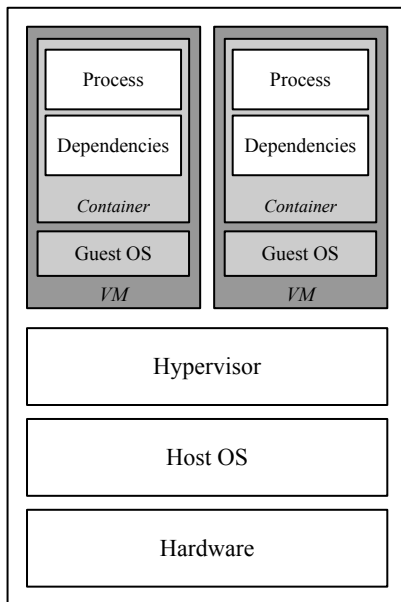 Process
Dependencies
Container
Guest OS
VM
Process
Dependencies
Container
Guest OS
VM
Hypervisor
Host OS
Hardware